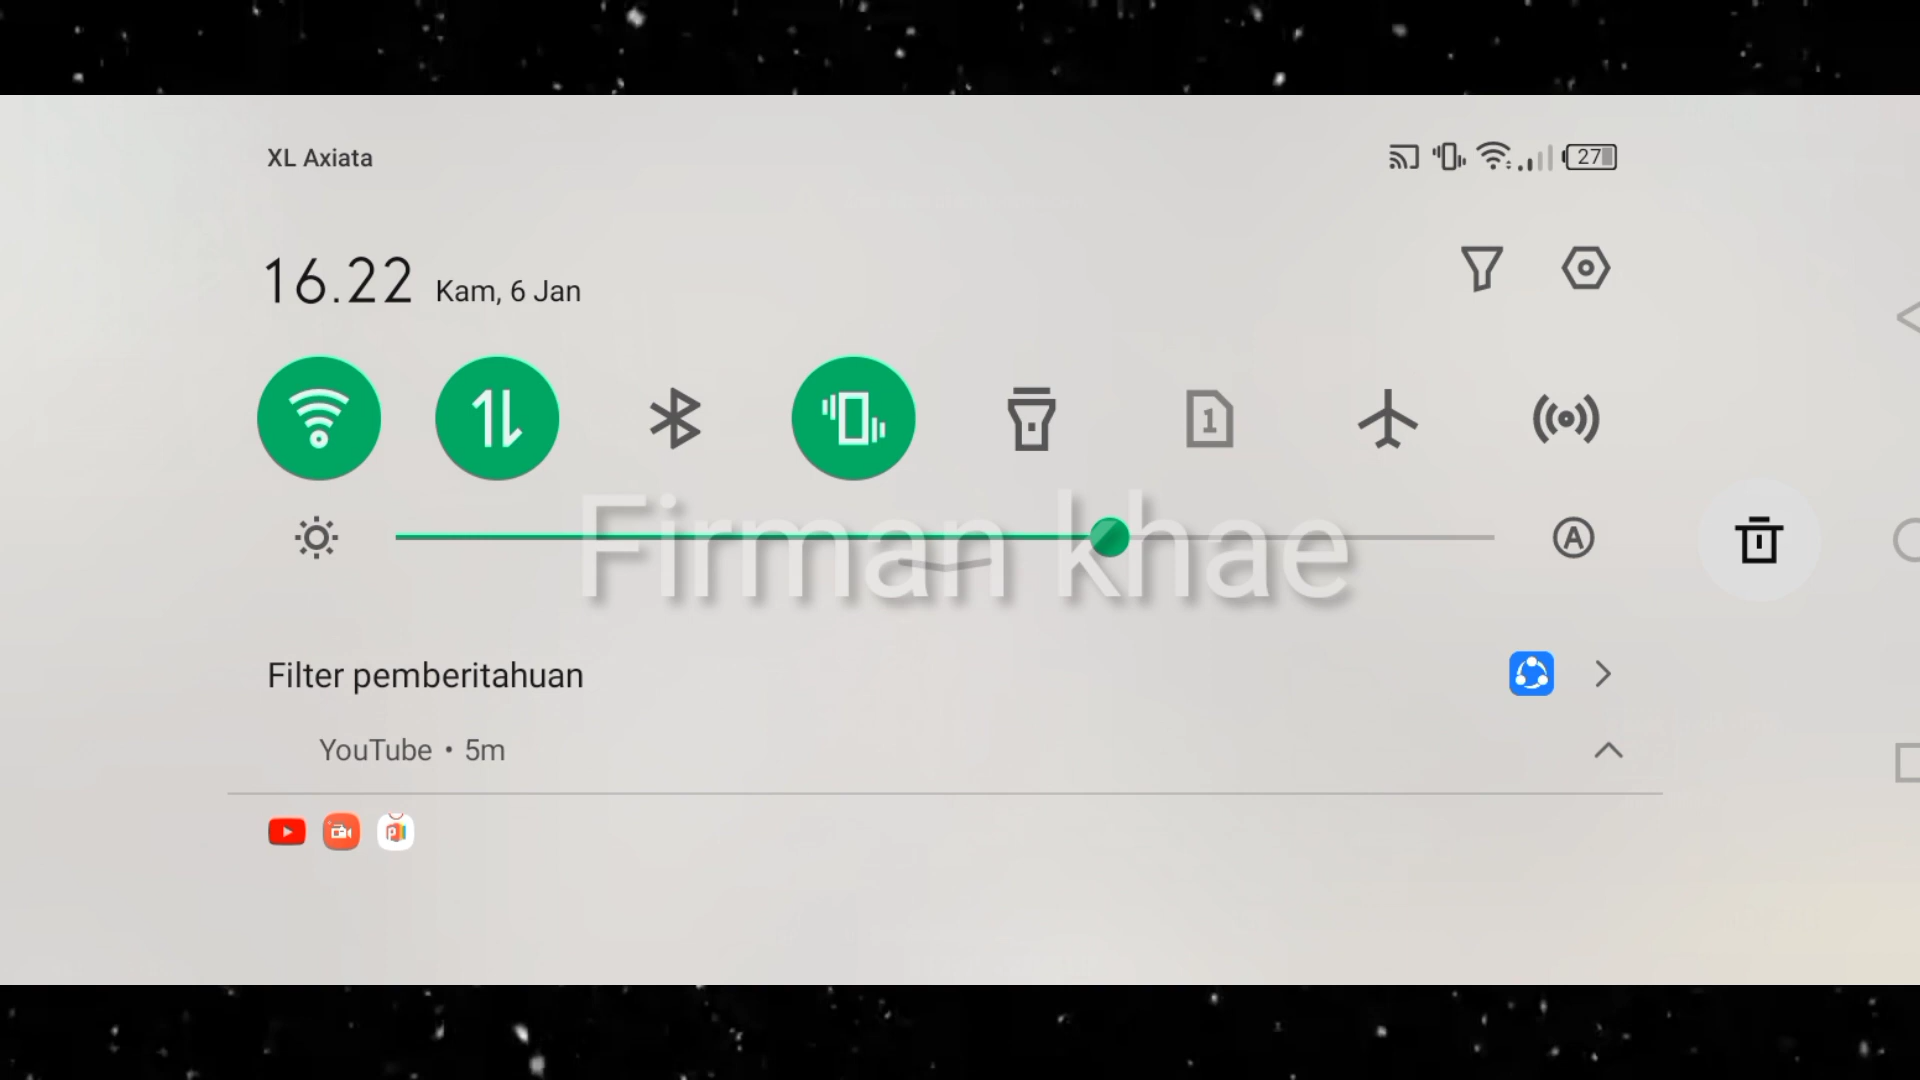 XL Axiata
27
16.22 Kam, 6 Jan
1
A
Firman khae
Filter pemberitahuan
YouTube • 5m